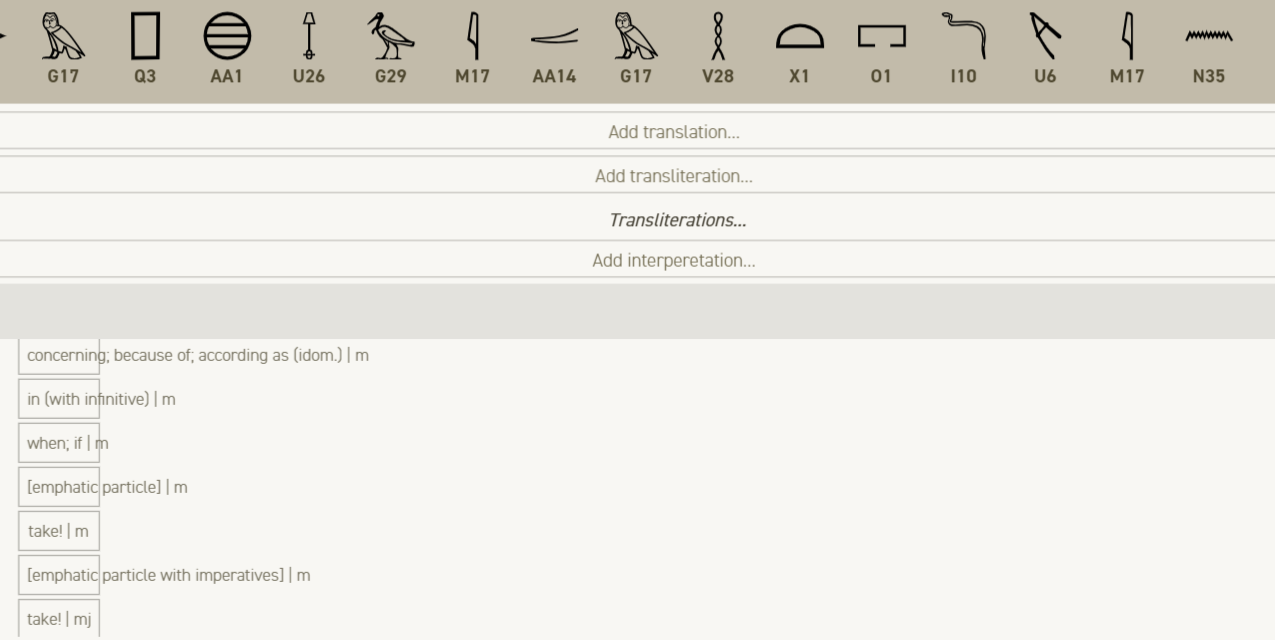 𓅓 𓊪 𓐍 𓍋 𓅡 𓇋 𓐜 𓅓 𓎛 𓏏 𓉐 𓆓 𓌸 𓇋 𓈖
G17 Q3 AA1 U26 G29 M17 AA14 G17 V28 X1 O1 I10 U6 M17 N35
Add translation...
Add transliteration...
Transliterations...
Add interperetation...
concerning; because of; according as (idom.) | m
in (with infinitive) | m
when; if | m
[emphatic particle] | m
take! | m
[emphatic particle with imperatives] | m
take! | mj